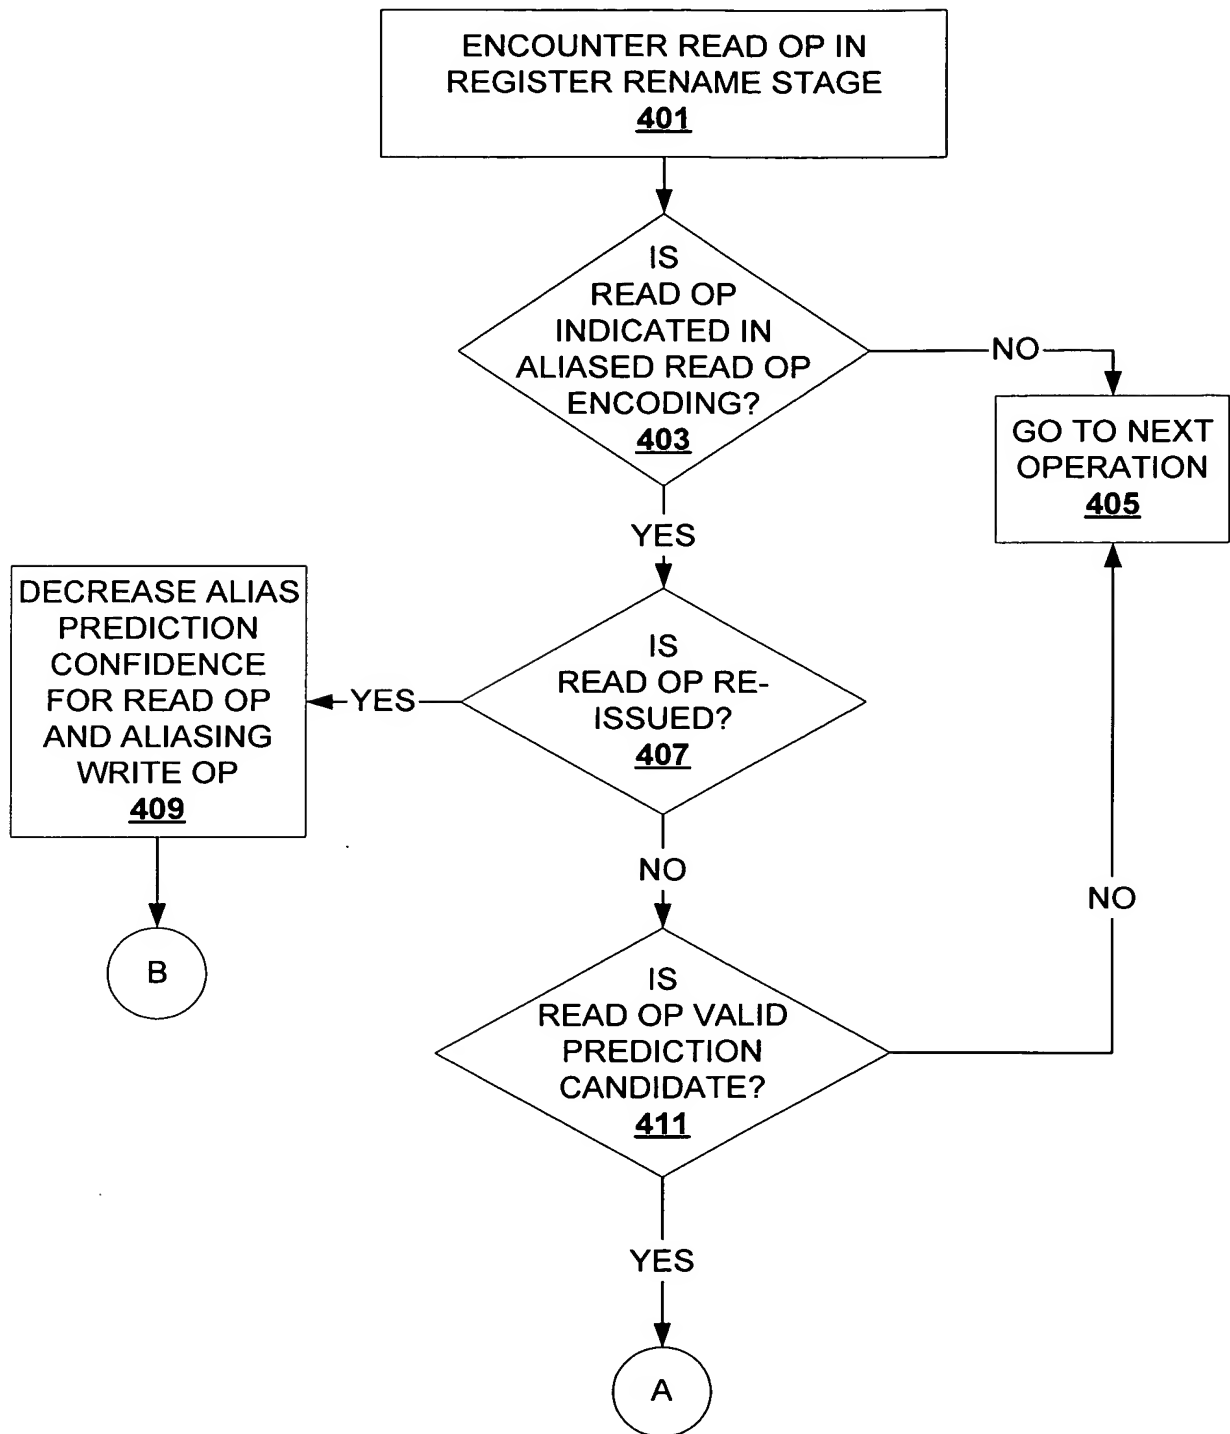 ENCOUNTER READ OP IN
REGISTER RENAME STAGE
401
IS
READ OP
INDICATED IN
ALIASED READ OP
ENCODING?
403
NO
GO TO NEXT
OPERATION
405
YES
DECREASE ALIAS
PREDICTION
CONFIDENCE
FOR READ OP
AND ALIASING
WRITE OP
409
YES
IS
READ OP RE-
ISSUED?
407
NO
NO
B
IS
READ OP VALID
PREDICTION
CANDIDATE?
411
YES
A